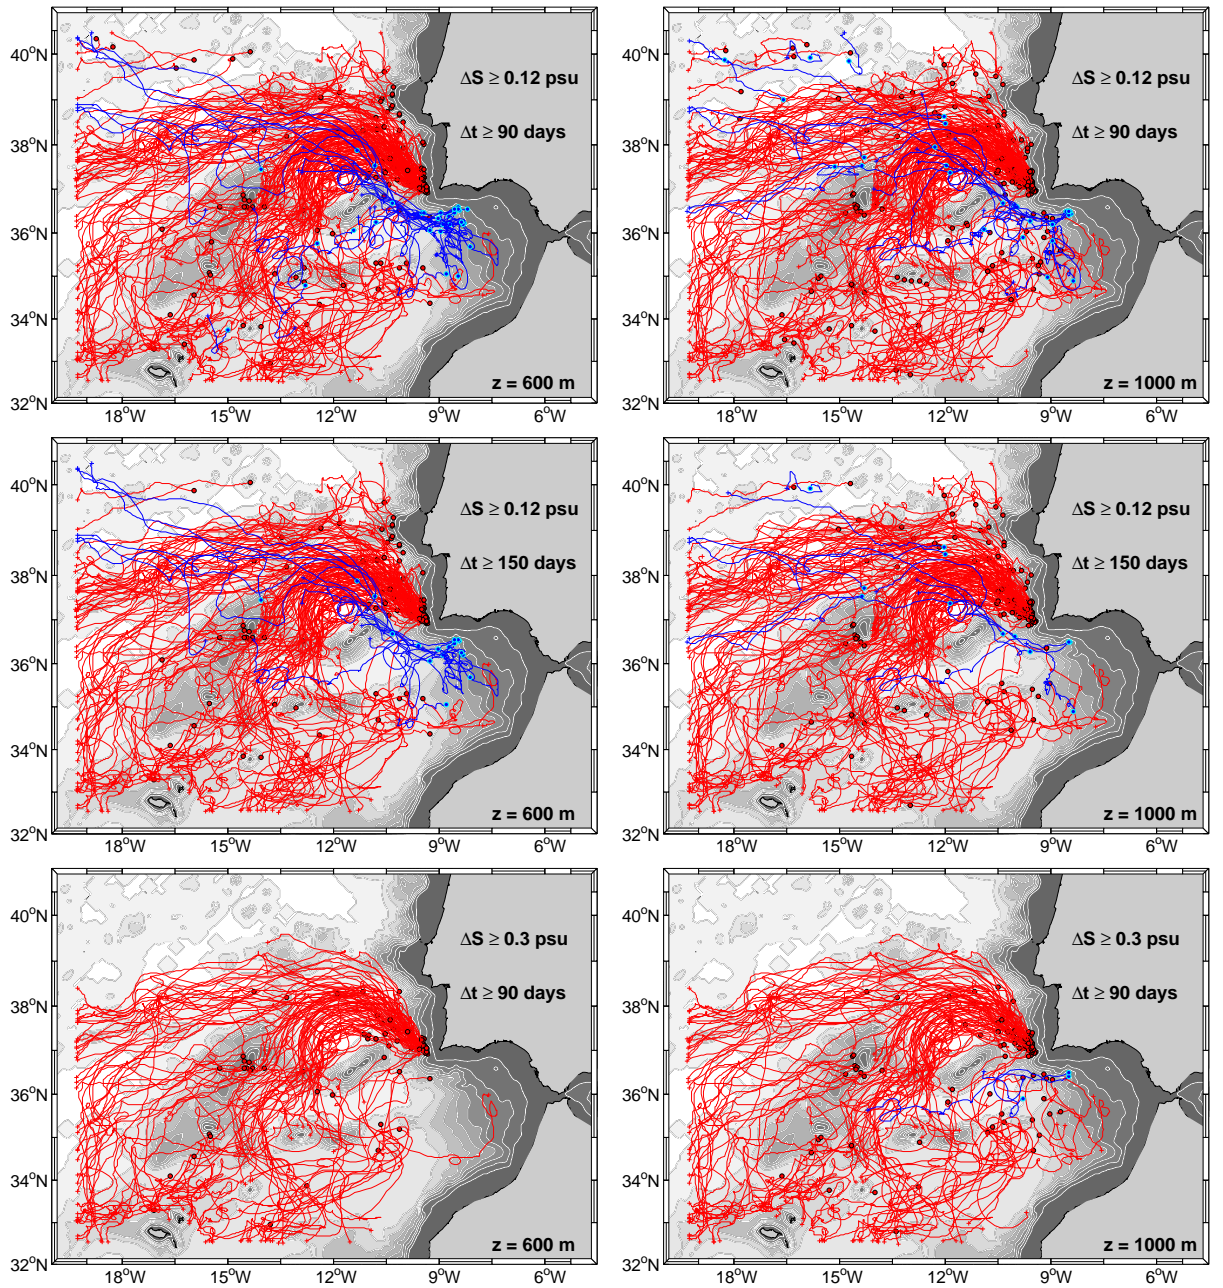 40°N
38°N
36°N
34°N
32°N
18°W 15°W 12°W 9°W 6°W
ΔS ≥ 0.12 psu
Δt ≥ 90 days
z = 600 m
40°N
38°N
36°N
34°N
32°N
18°W 15°W 12°W 9°W 6°W
ΔS ≥ 0.12 psu
Δt ≥ 90 days
z = 1000 m
40°N
38°N
36°N
34°N
32°N
18°W 15°W 12°W 9°W 6°W
ΔS ≥ 0.12 psu
Δt ≥ 150 days
z = 600 m
40°N
38°N
36°N
34°N
32°N
18°W 15°W 12°W 9°W 6°W
ΔS ≥ 0.12 psu
Δt ≥ 150 days
z = 1000 m
40°N
38°N
36°N
34°N
32°N
18°W 15°W 12°W 9°W 6°W
ΔS ≥ 0.3 psu
Δt ≥ 90 days
z = 600 m
40°N
38°N
36°N
34°N
32°N
18°W 15°W 12°W 9°W 6°W
ΔS ≥ 0.3 psu
Δt ≥ 90 days
z = 1000 m